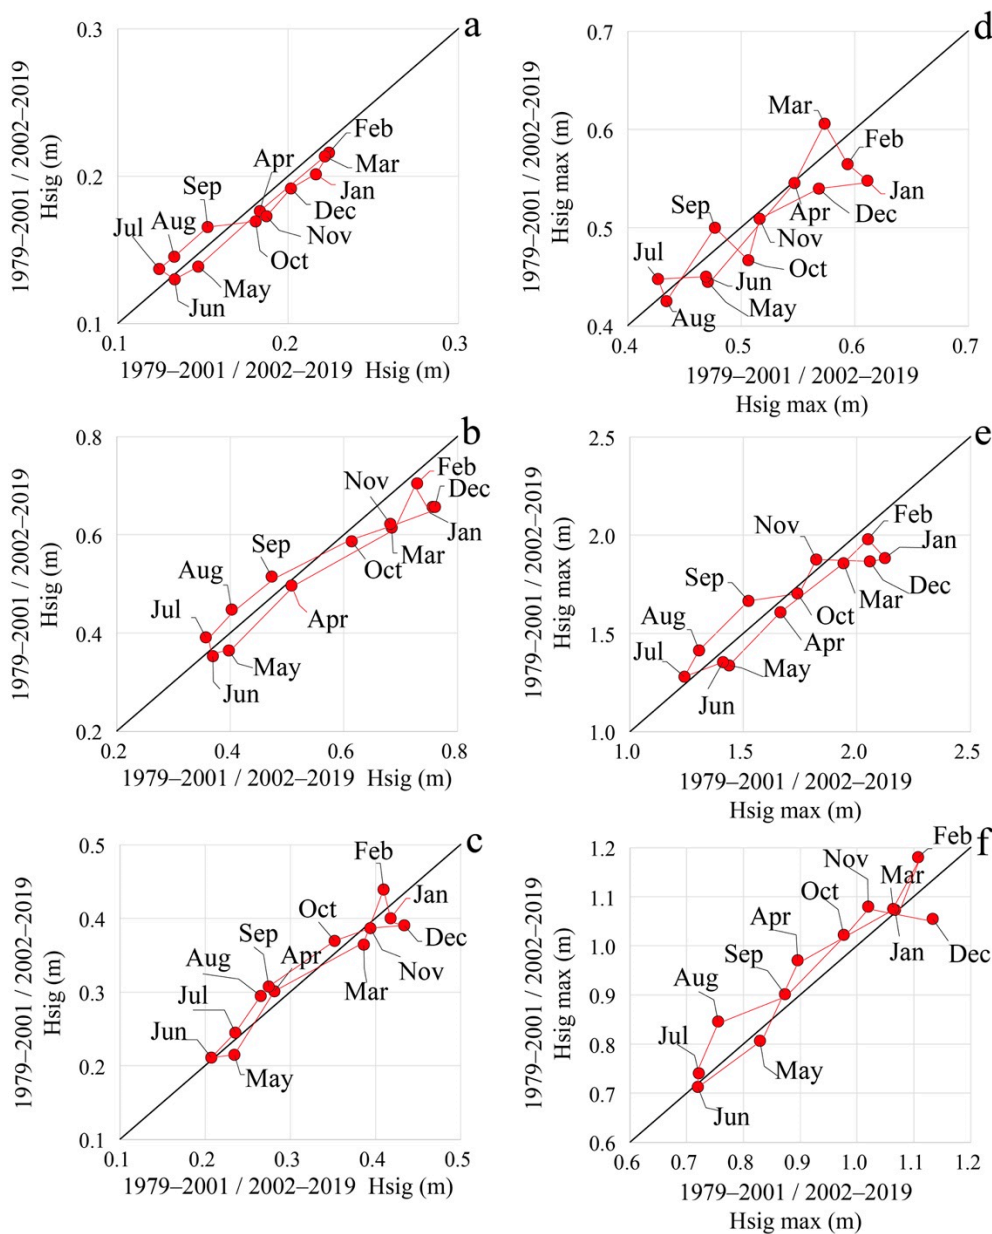 a
0.3
0.2
0.1
1979–2001 / 2002–2019
Hsig (m)
Feb
Mar
Jan
Apr
Dec
Nov
Sep
Oct
Aug
Jul
May
Jun
0.1
0.2
0.3
1979–2001 / 2002–2019 Hsig (m)
d
0.7
0.6
0.5
0.4
1979–2001 / 2002–2019
Hsig max (m)
Mar
Feb
Jan
Apr
Dec
Sep
Nov
Oct
Jul
Jun
May
Aug
0.4
0.5
0.6
0.7
1979–2001 / 2002–2019
Hsig max (m)
b
0.8
0.6
0.4
0.2
1979–2001 / 2002–2019
Hsig (m)
Feb
Dec
Nov
Jan
Mar
Sep
Oct
Aug
Apr
Jul
May
Jun
0.2
0.4
0.6
0.8
1979–2001 / 2002–2019 Hsig (m)
e
2.5
2.0
1.5
1.0
1979–2001 / 2002–2019
Hsig max (m)
Nov
Feb
Jan
Sep
Dec
Mar
Oct
Aug
Apr
Jul
May
Jun
1.0
1.5
2.0
2.5
1979–2001 / 2002–2019
Hsig max (m)
c
0.5
0.4
0.3
0.2
0.1
1979–2001 / 2002–2019
Hsig (m)
Feb
Jan
Oct
Dec
Sep
Apr
Nov
Aug
Mar
Jul
Jun
May
0.1
0.2
0.3
0.4
0.5
1979–2001 / 2002–2019 Hsig (m)
f
1.2
1.1
1.0
0.9
0.8
0.7
0.6
1979–2001 / 2002–2019
Hsig max (m)
Feb
Nov
Mar
Oct
Apr
Jan
Dec
Sep
Aug
Jul
May
Jun
0.6
0.7
0.8
0.9
1.0
1.1
1.2
1979–2001 / 2002–2019
Hsig max (m)